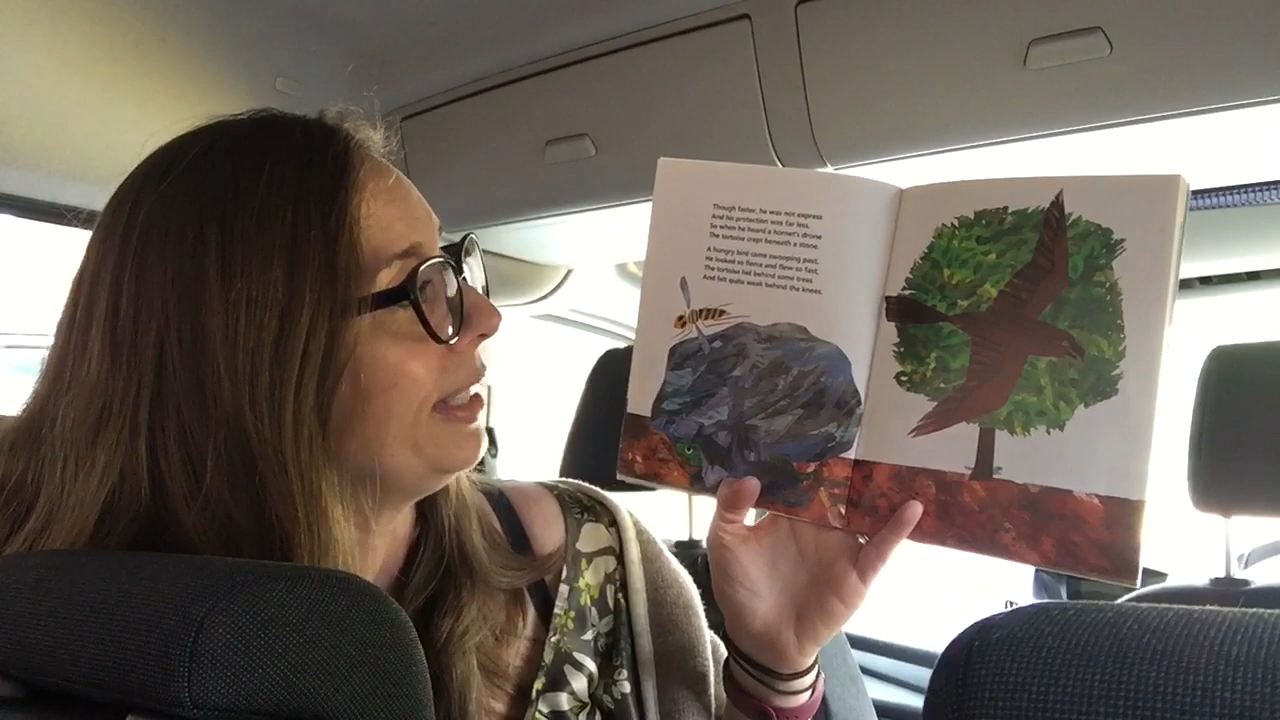 Though faster, he was not express
And his protection was far less,
So when he heard a hornet's drone
The tortoise crept beneath a stone.
A hungry bird came swooping past,
He looked so fierce and flew so fast,
The tortoise hid behind some trees
And felt quite weak behind the knees.